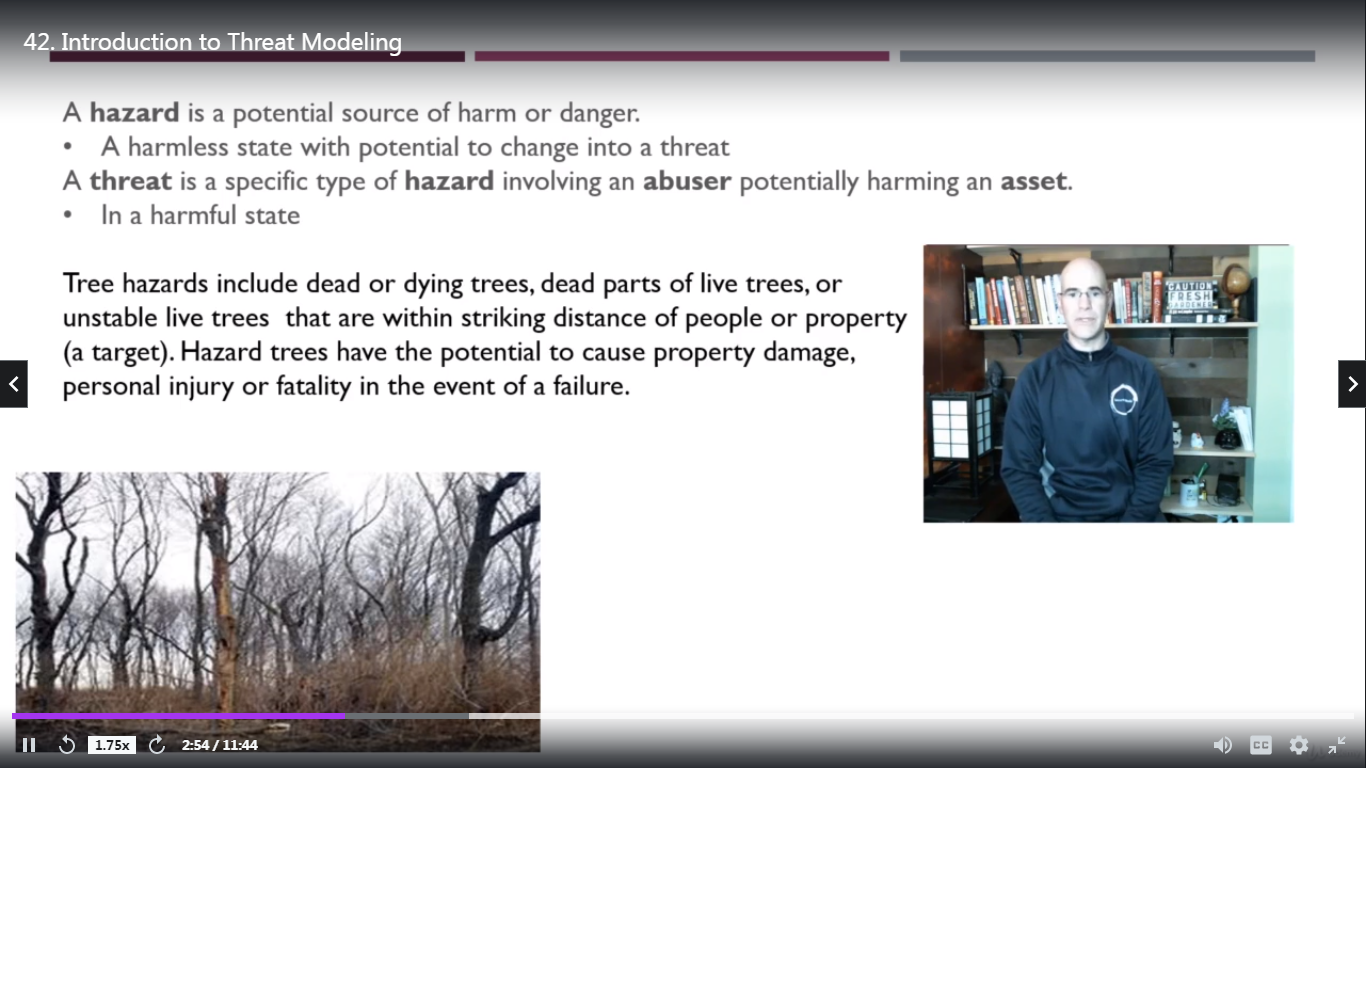 42. Introduction to Threat Modeling
A hazard is a potential source of harm or danger.
• A harmless state with potential to change into a threat
A threat is a specific type of hazard involving an abuser potentially harming an asset.
• In a harmful state
Tree hazards include dead or dying trees, dead parts of live trees, or
unstable live trees that are within striking distance of people or property
(a target). Hazard trees have the potential to cause property damage,
personal injury or fatality in the event of a failure.
CAUTION
FRESH
1.75x
2:54 / 11:44
CC